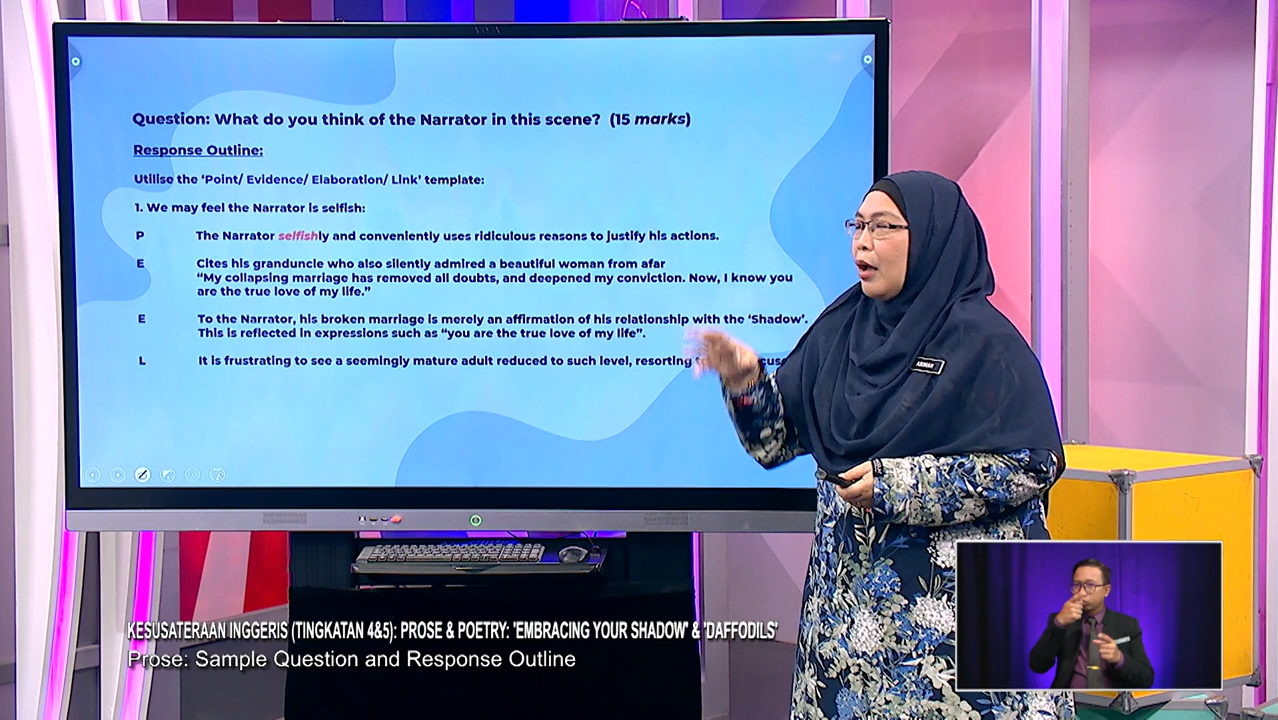 Question: What do you think of the Narrator in this scene? (15 marks)
Response Outline:
Utilise the ‘Point/ Evidence/ Elaboration/ Link’ template:
1. We may feel the Narrator is selfish:
P The Narrator selfishly and conveniently uses ridiculous reasons to justify his actions.
E Cites his granduncle who also silently admired a beautiful woman from afar
“My collapsing marriage has removed all doubts, and deepened my conviction. Now, I know you
are the true love of my life.”
E To the Narrator, his broken marriage is merely an affirmation of his relationship with the ‘Shadow’.
This is reflected in expressions such as “you are the true love of my life”.
L It is frustrating to see a seemingly mature adult reduced to such level, resorting
KESUSATERAAN INGGERIS (TINGKATAN 4&5): PROSE & POETRY: 'EMBRACING YOUR SHADOW' & 'DAFFODILS'
Prose: Sample Question and Response Outline